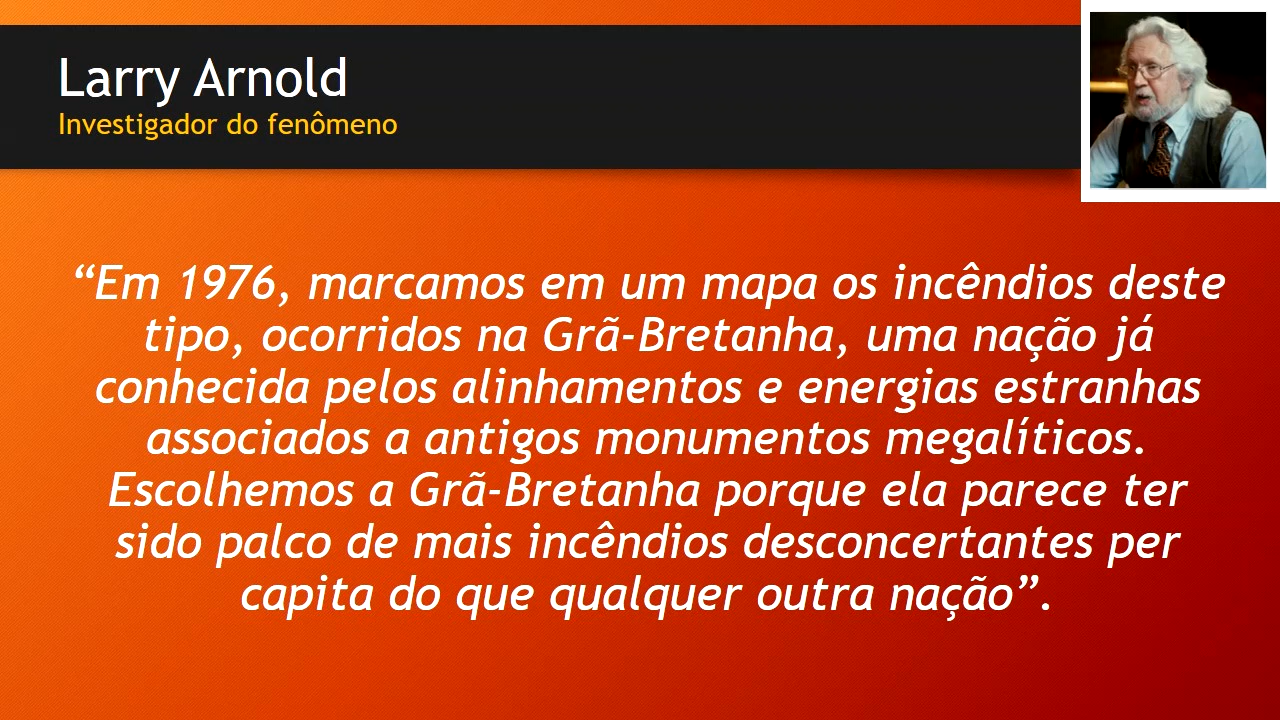 Larry Arnold
Investigador do fenômeno
“Em 1976, marcamos em um mapa os incêndios deste
tipo, ocorridos na Grã-Bretanha, uma nação já
conhecida pelos alinhamentos e energias estranhas
associados a antigos monumentos megalíticos.
Escolhemos a Grã-Bretanha porque ela parece ter
sido palco de mais incêndios desconcertantes per
capita do que qualquer outra nação”.